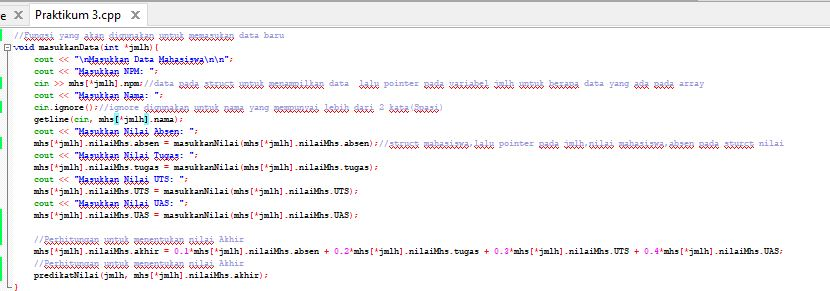 e
Praktikum 3.cpp
//Fungsi yang akan digunakan untuk memasukan data baru
void masukkanData(int *jmlh){
cout << "\nMasukkan Data Mahasiswa\n\n";
cout << "Masukkan NPM: ";
cin >> mhs[*jmlh].npm;//data pada struct untuk menampilkan data lalu pointer pada variabel jmlh untuk berapa data yang ada pada array
cout << "Masukkan Nama: ";
cin.ignore();//ignore digunakan untuk nama yang mempunyai lebih dari 2 kata(Spasi)
getline(cin, mhs[*jmlh].nama);
cout << "Masukkan Nilai Absen: ";
mhs[*jmlh].nilaiMhs.absen = masukkanNilai(mhs[*jmlh].nilaiMhs.absen);//struct mahasiswa,lalu pointer pada jmlh,nilai mahasiswa,absen pada sturct nilai
cout << "Masukkan Nilai Tugas: ";
mhs[*jmlh].nilaiMhs.tugas = masukkanNilai(mhs[*jmlh].nilaiMhs.tugas);
cout << "Masukkan Nilai UTS: ";
mhs[*jmlh].nilaiMhs.UTS = masukkanNilai(mhs[*jmlh].nilaiMhs.UTS);
cout << "Masukkan Nilai UAS: ";
mhs[*jmlh].nilaiMhs.UAS = masukkanNilai(mhs[*jmlh].nilaiMhs.UAS);
//Perhitungan untuk menentukan nilai Akhir
mhs[*jmlh].nilaiMhs.akhir = 0.1*mhs[*jmlh].nilaiMhs.absen + 0.2*mhs[*jmlh].nilaiMhs.tugas + 0.3*mhs[*jmlh].nilaiMhs.UTS + 0.4*mhs[*jmlh].nilaiMhs.UAS;
//Perhitungan untuk menentukan nilai Akhir
predikatNilai(jmlh, mhs[*jmlh].nilaiMhs.akhir);
}